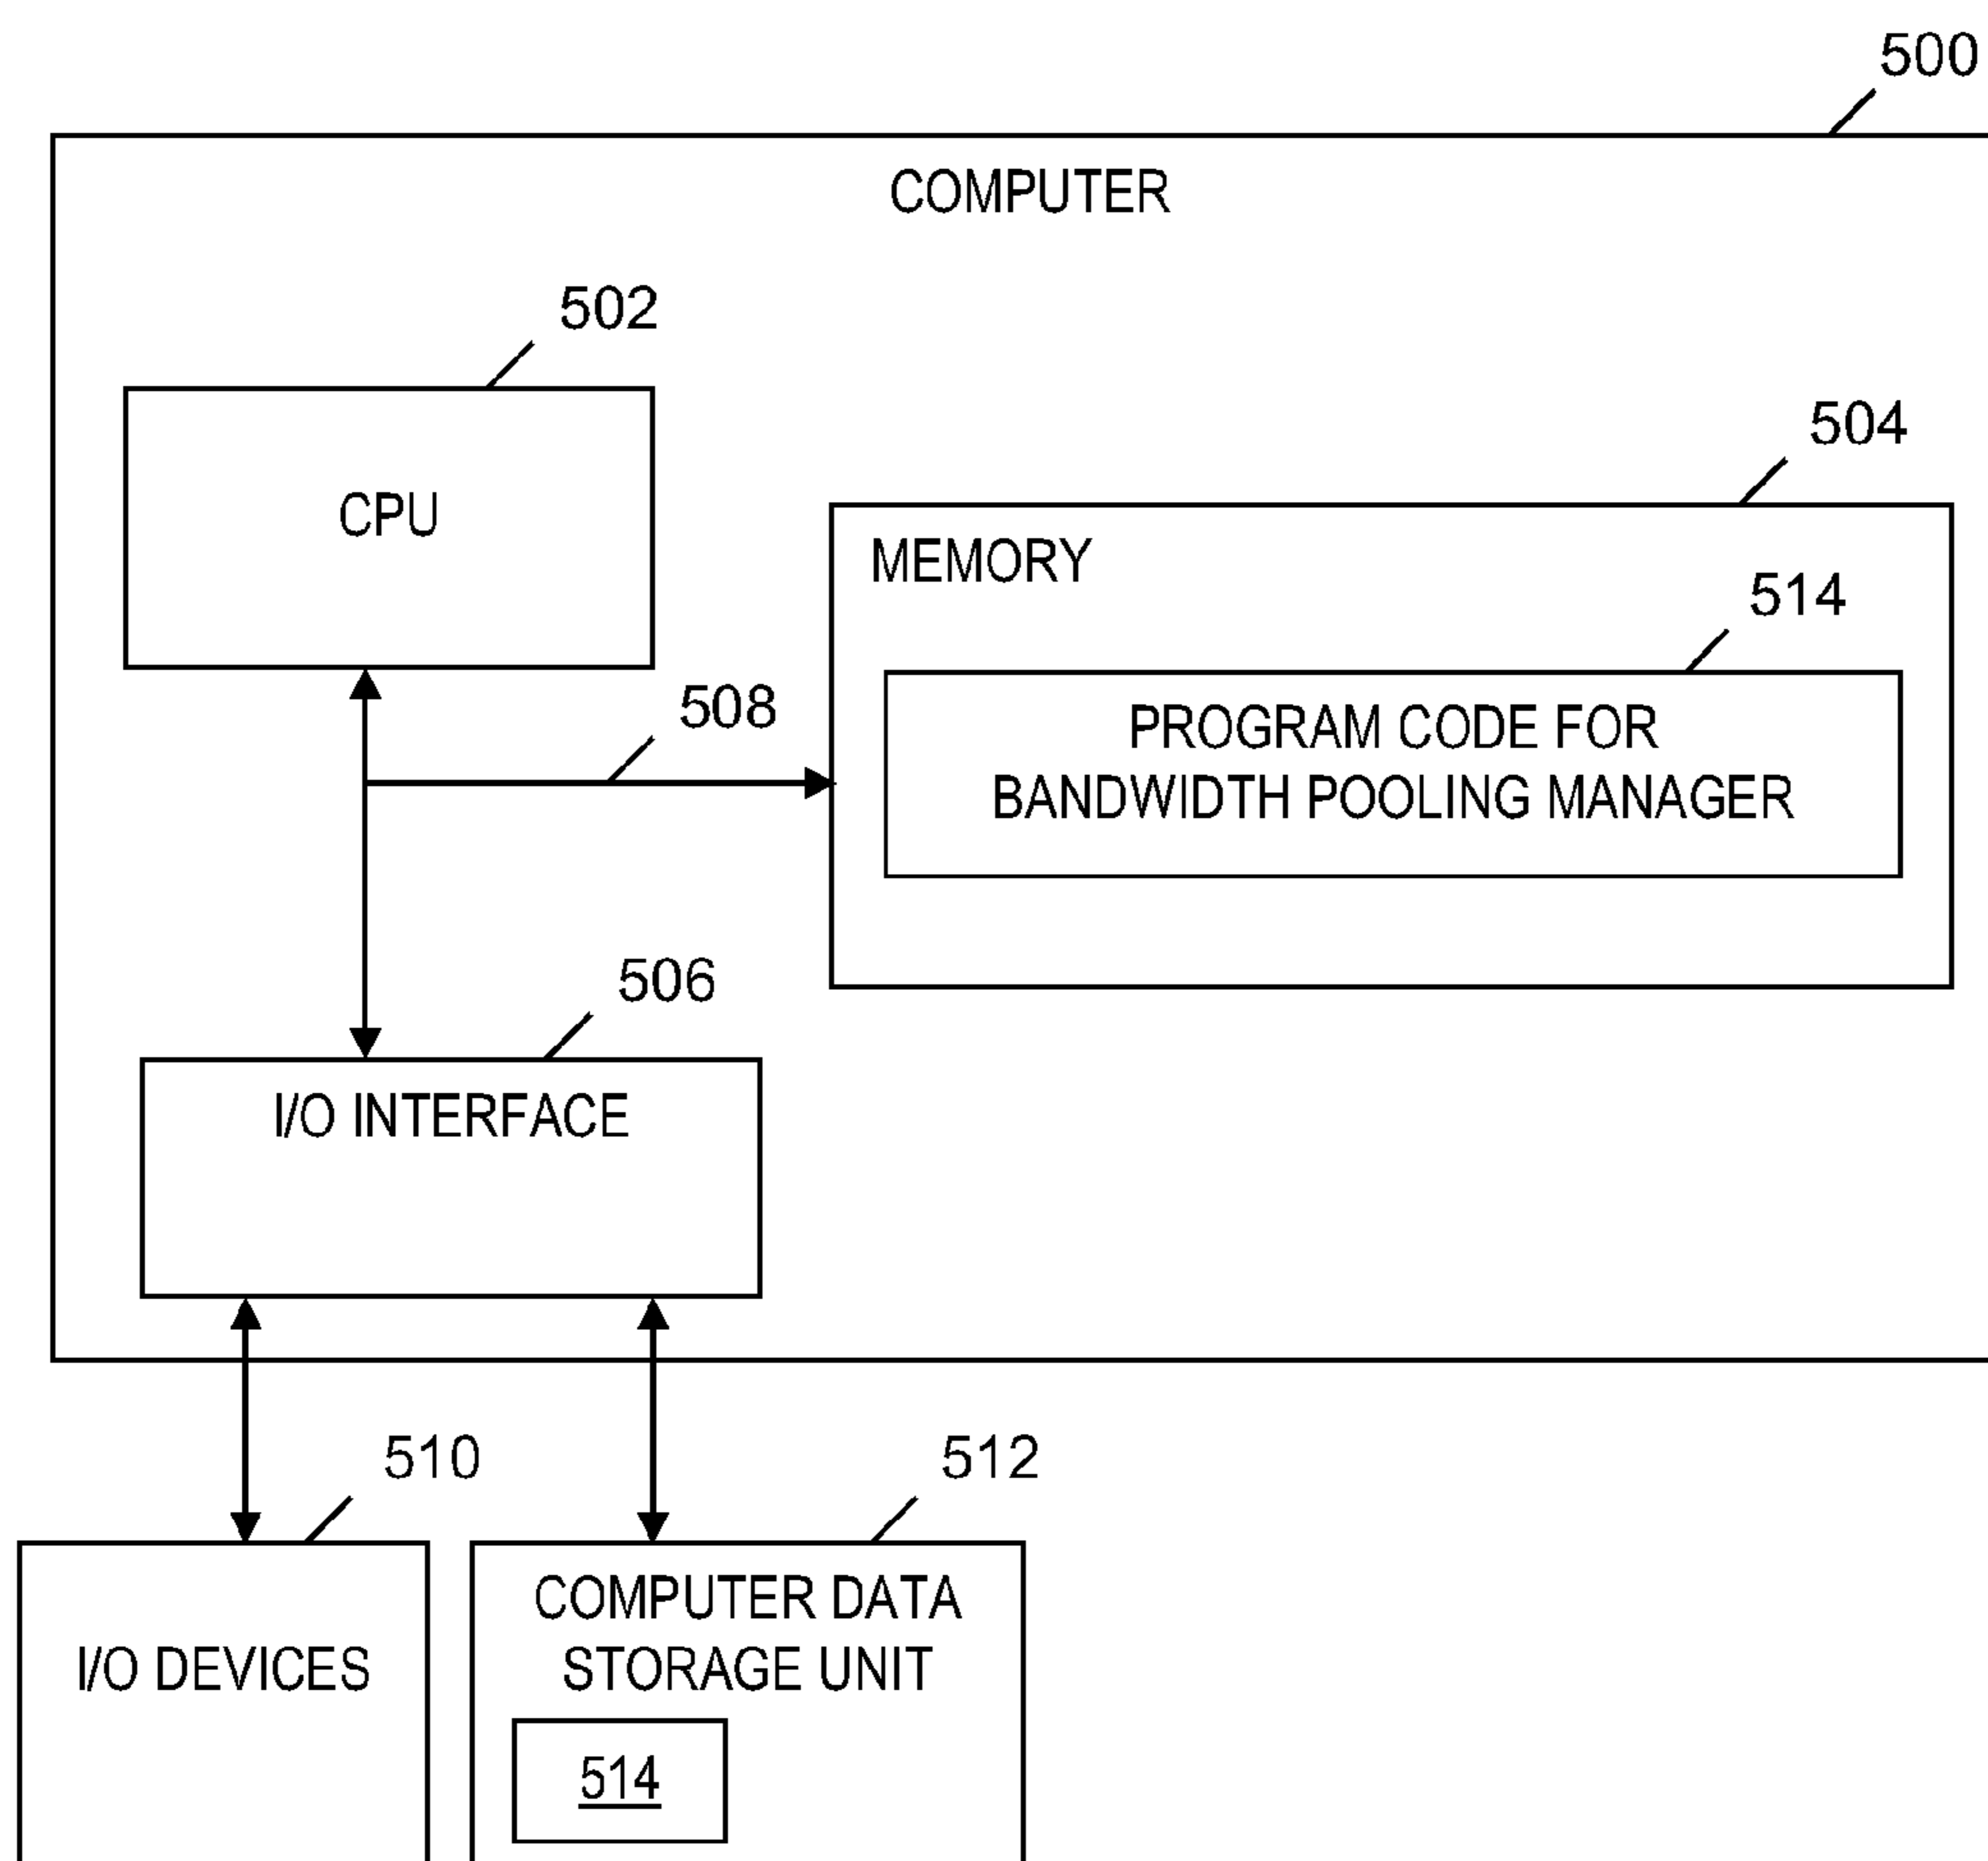 500
COMPUTER
502
CPU
504
MEMORY
514
PROGRAM CODE FOR
BANDWIDTH POOLING MANAGER
508
506
I/O INTERFACE
510
512
I/O DEVICES
COMPUTER DATA
STORAGE UNIT
514